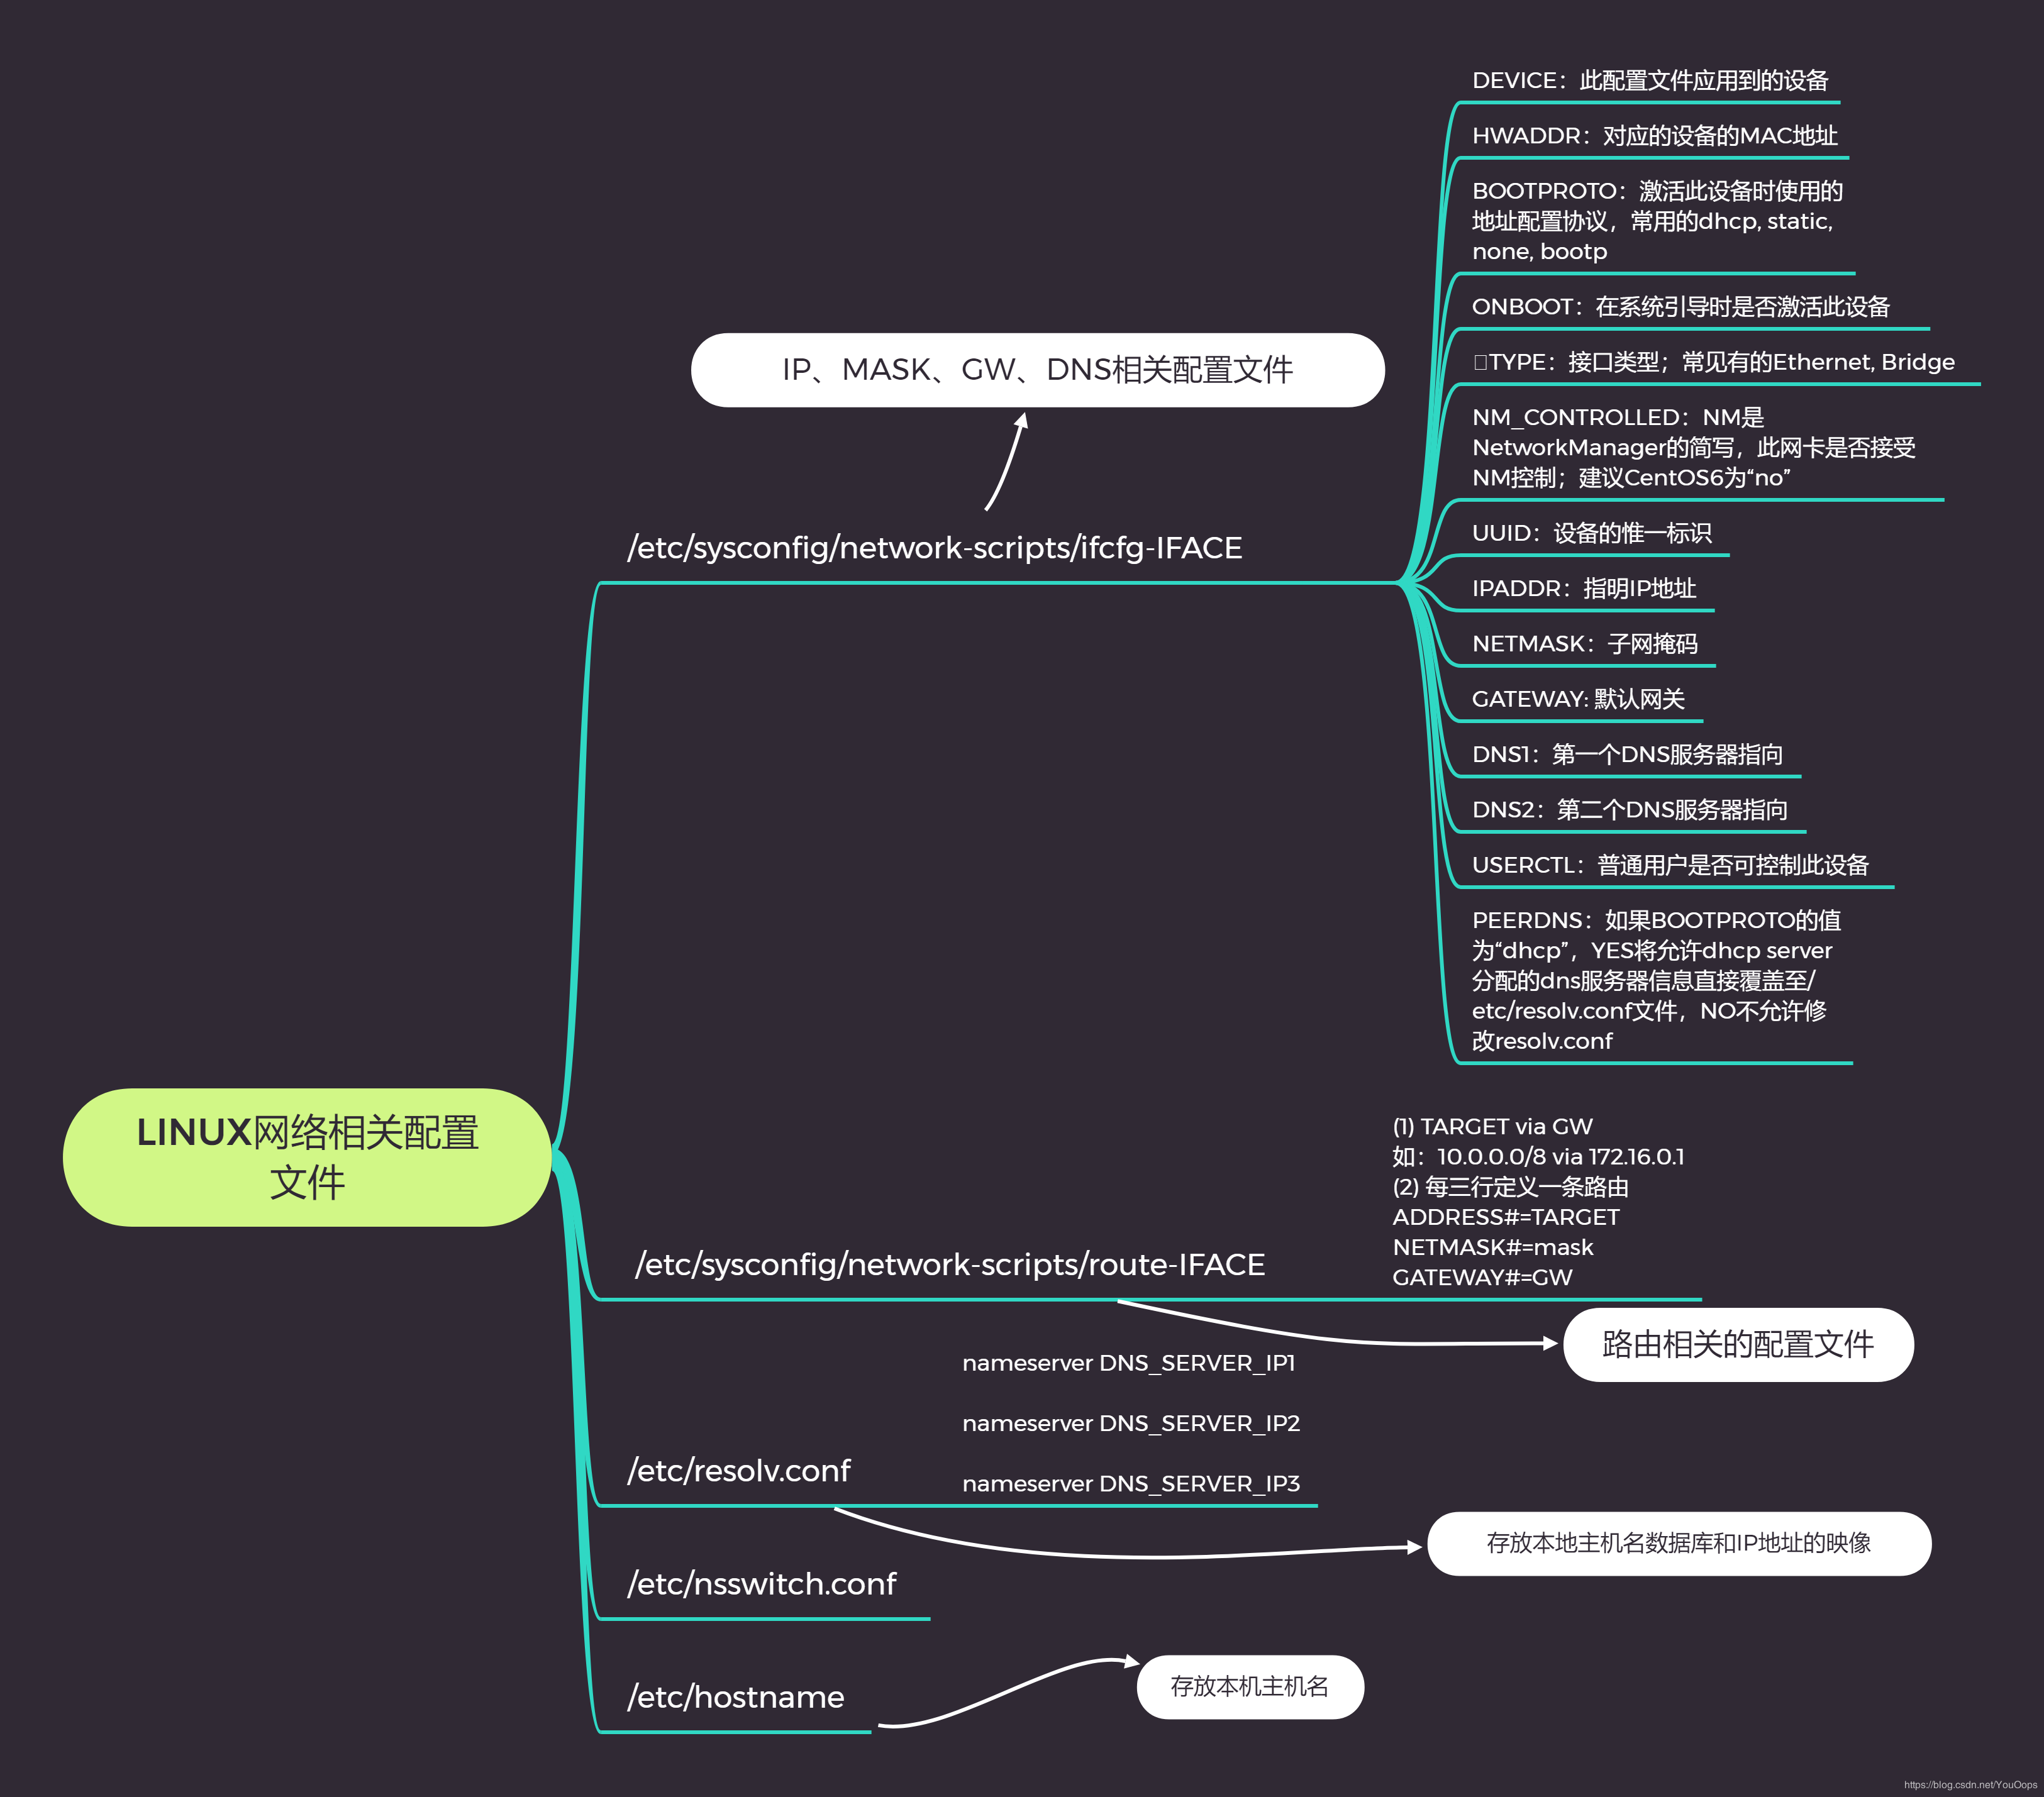 LINUX网络相关配置
文件
IP、MASK、GW、DNS相关配置文件
/etc/sysconfig/network-scripts/ifcfg-IFACE
DEVICE：此配置文件应用到的设备
HWADDR：对应的设备的MAC地址
BOOTPROTO：激活此设备时使用的
地址配置协议，常用的dhcp, static,
none, bootp
ONBOOT：在系统引导时是否激活此设备
TYPE：接口类型；常见有的Ethernet, Bridge
NM_CONTROLLED：NM是
NetworkManager的简写，此网卡是否接受
NM控制；建议CentOS6为“no”
UUID：设备的惟一标识
IPADDR：指明IP地址
NETMASK：子网掩码
GATEWAY: 默认网关
DNS1：第一个DNS服务器指向
DNS2：第二个DNS服务器指向
USERCTL：普通用户是否可控制此设备
PEERDNS：如果BOOTPROTO的值
为“dhcp”，YES将允许dhcp server
分配的dns服务器信息直接覆盖至/
etc/resolv.conf文件，NO不允许修
改resolv.conf
/etc/sysconfig/network-scripts/route-IFACE
(1) TARGET via GW
如：10.0.0.0/8 via 172.16.0.1
(2) 每三行定义一条路由
ADDRESS#=TARGET
NETMASK#=mask
GATEWAY#=GW
路由相关的配置文件
/etc/resolv.conf
nameserver DNS_SERVER_IP1
nameserver DNS_SERVER_IP2
nameserver DNS_SERVER_IP3
存放本地主机名数据库和IP地址的映像
/etc/nsswitch.conf
/etc/hostname
存放本机主机名
https://blog.csdn.net/YouOops